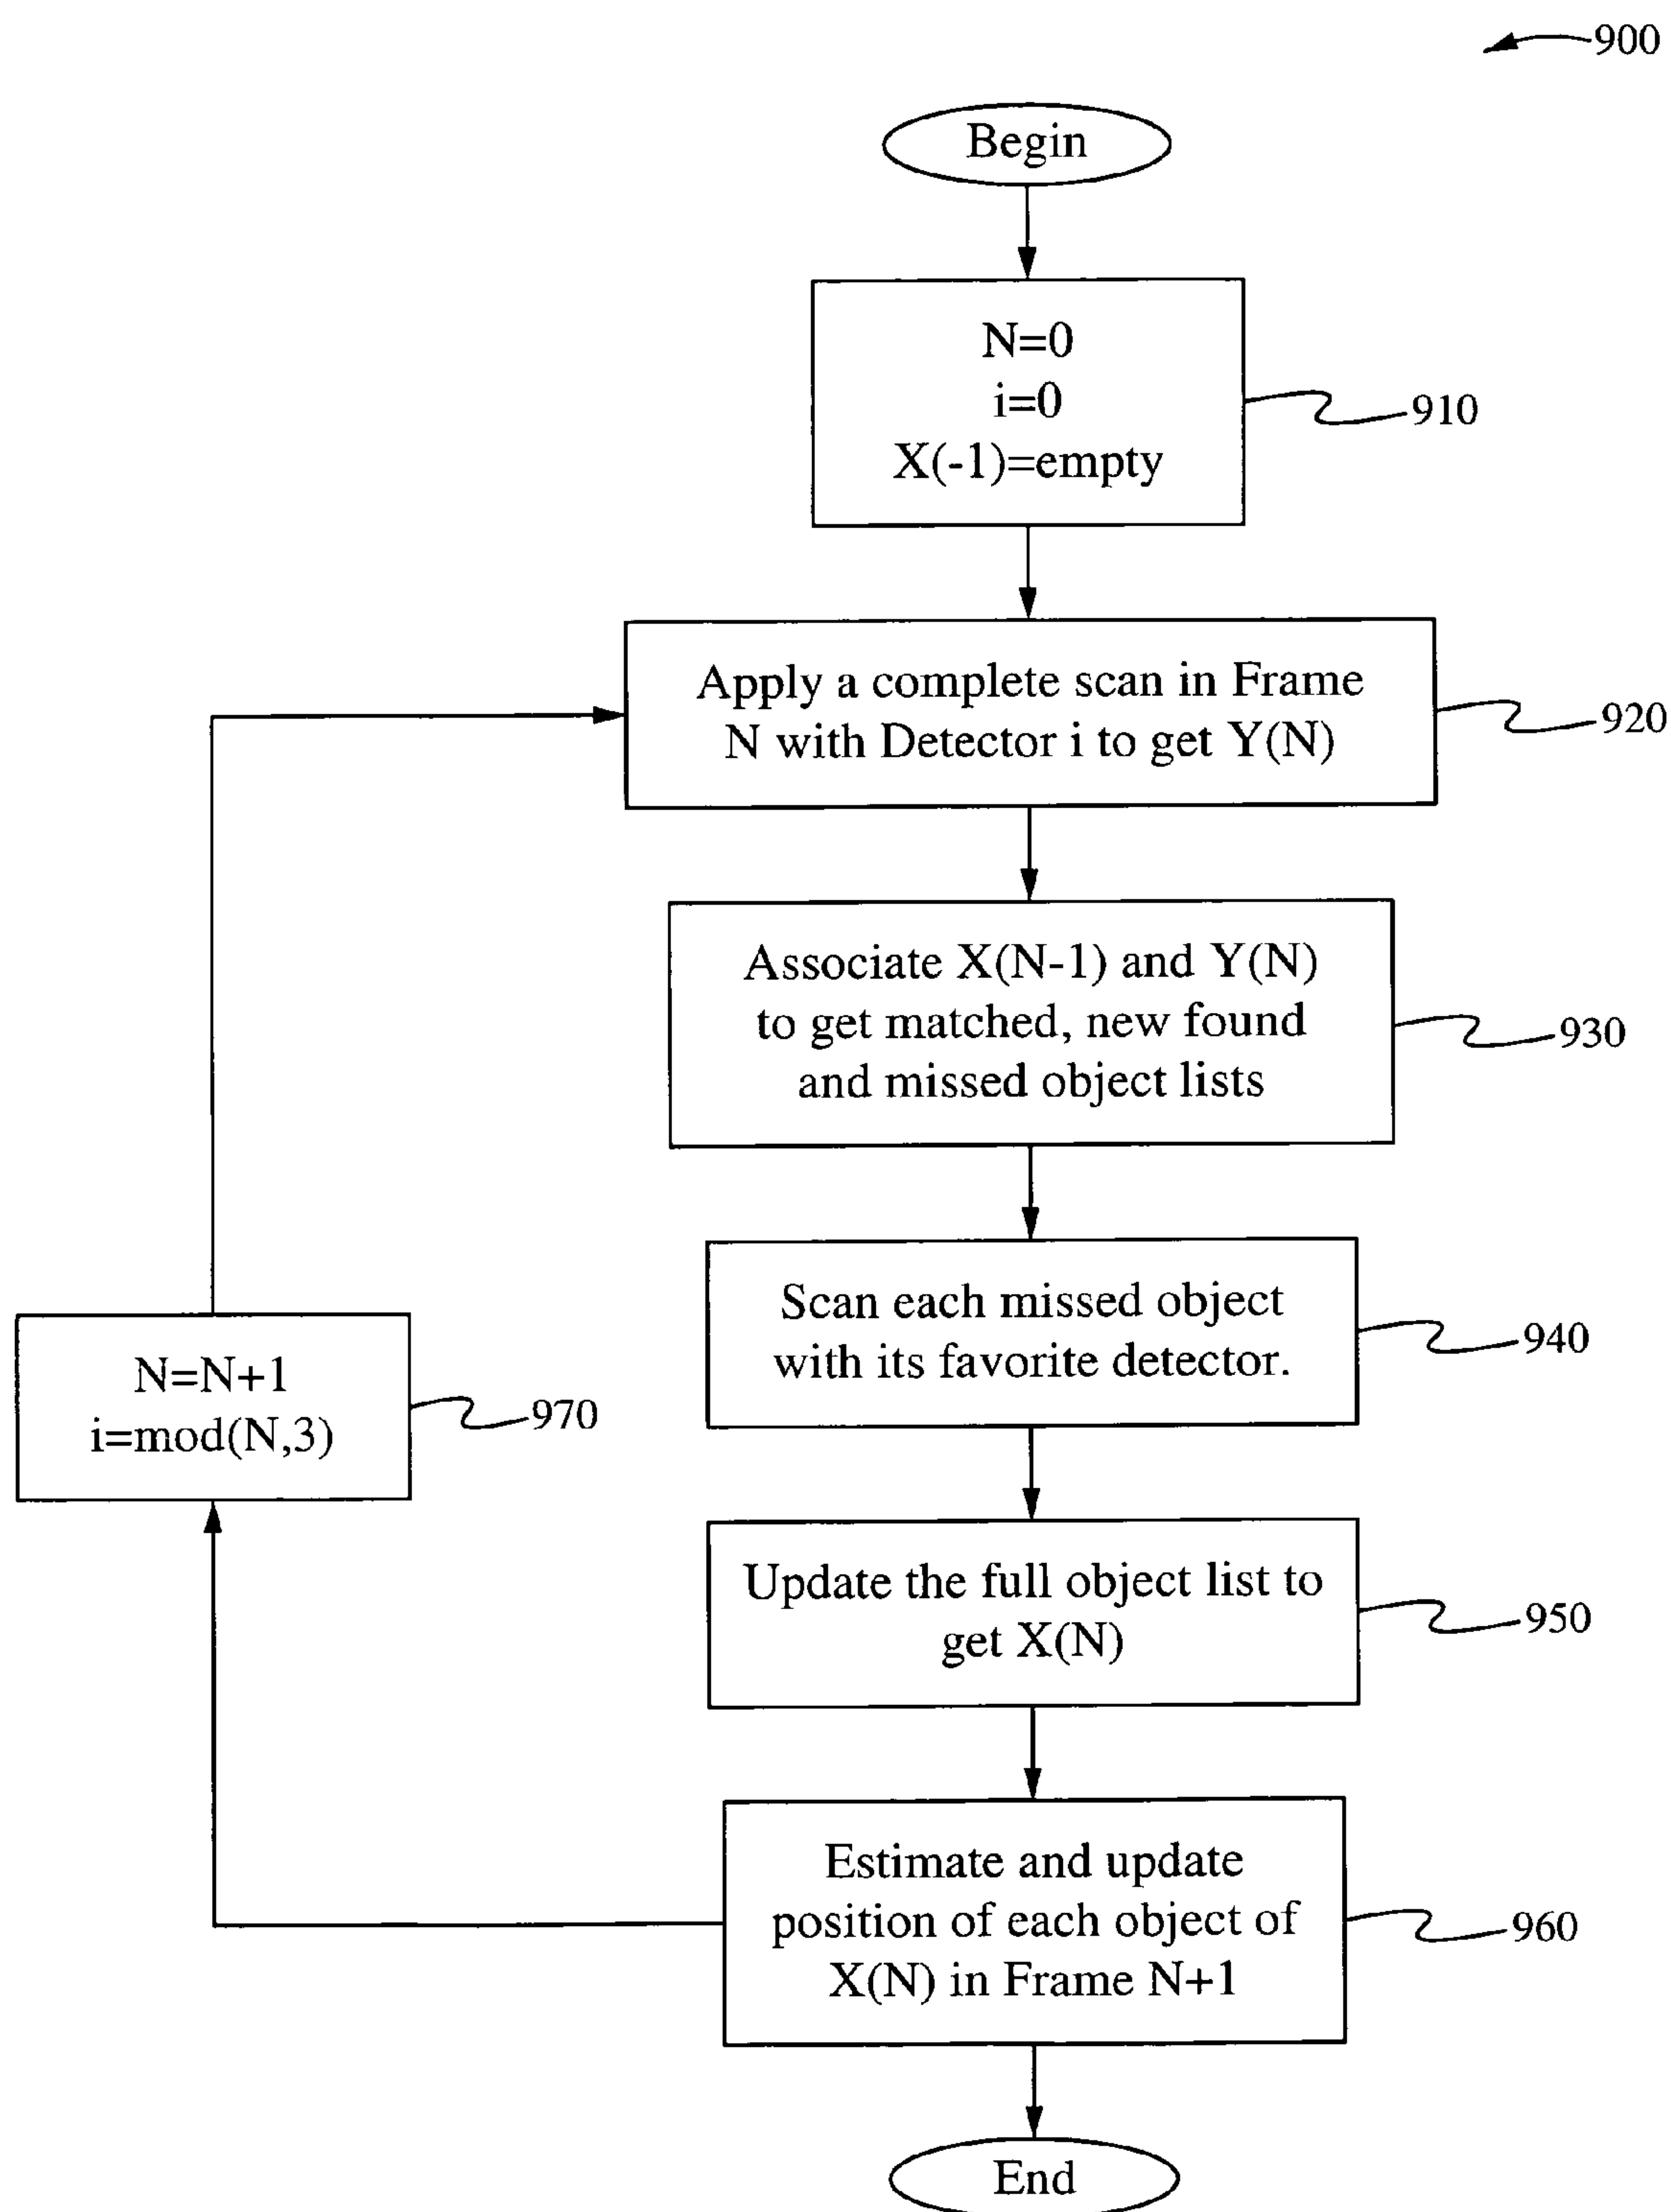 900
Begin
N=0
i=0
X(-1)=empty
910
Apply a complete scan in Frame
N with Detector i to get Y(N)
920
Associate X(N-1) and Y(N)
to get matched, new found
and missed object lists
930
Scan each missed object
with its favorite detector.
940
N=N+1
i=mod(N,3)
970
Update the full object list to
get X(N)
950
Estimate and update
position of each object of
X(N) in Frame N+1
960
End